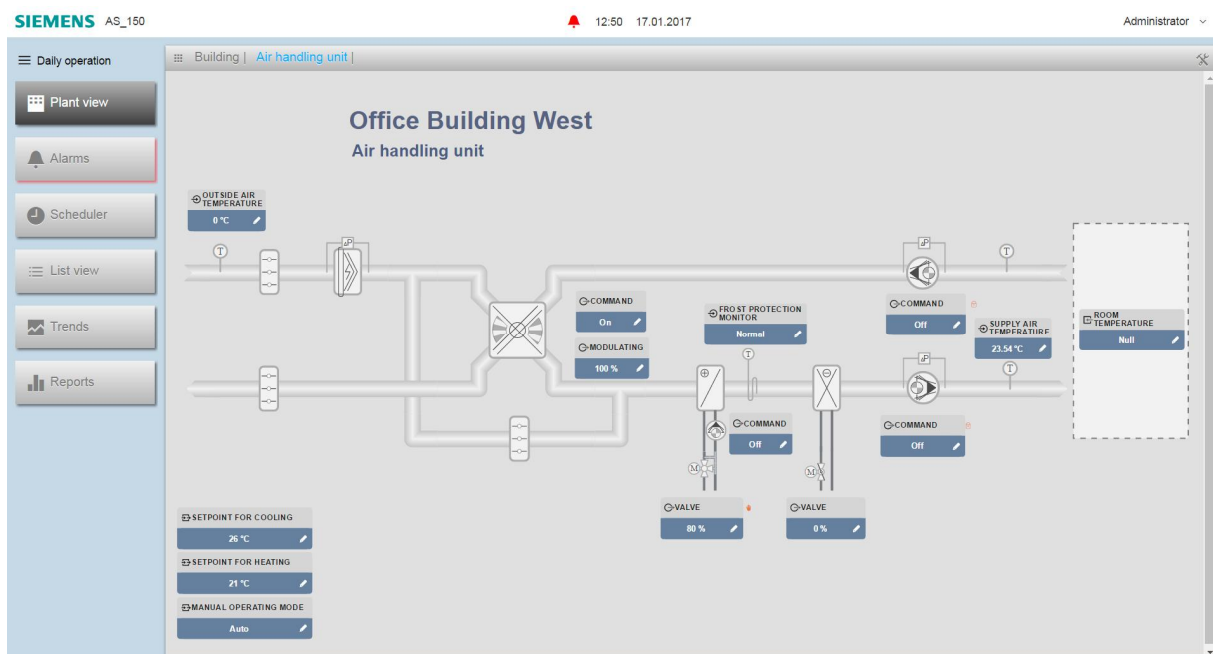 SIEMENS AS_150
12:50 17.01.2017
Administrator
Daily operation
Building | Air handling unit |
Plant view
Alarms
Scheduler
List view
Trends
Reports
Office Building West
Air handling unit
OUTSIDE AIR
TEMPERATURE
0 °C
T
ΔP
ΔP
T
COMMAND
On
MODULATING
100 %
FROST PROTECTION
MONITOR
Normal
T
COMMAND
Off
SUPPLY AIR
TEMPERATURE
23.54 °C
ROOM
TEMPERATURE
Null
ΔP
T
COMMAND
Off
COMMAND
Off
M
M
VALVE
80 %
VALVE
0 %
SETPOINT FOR COOLING
26 °C
SETPOINT FOR HEATING
21 °C
MANUAL OPERATING MODE
Auto